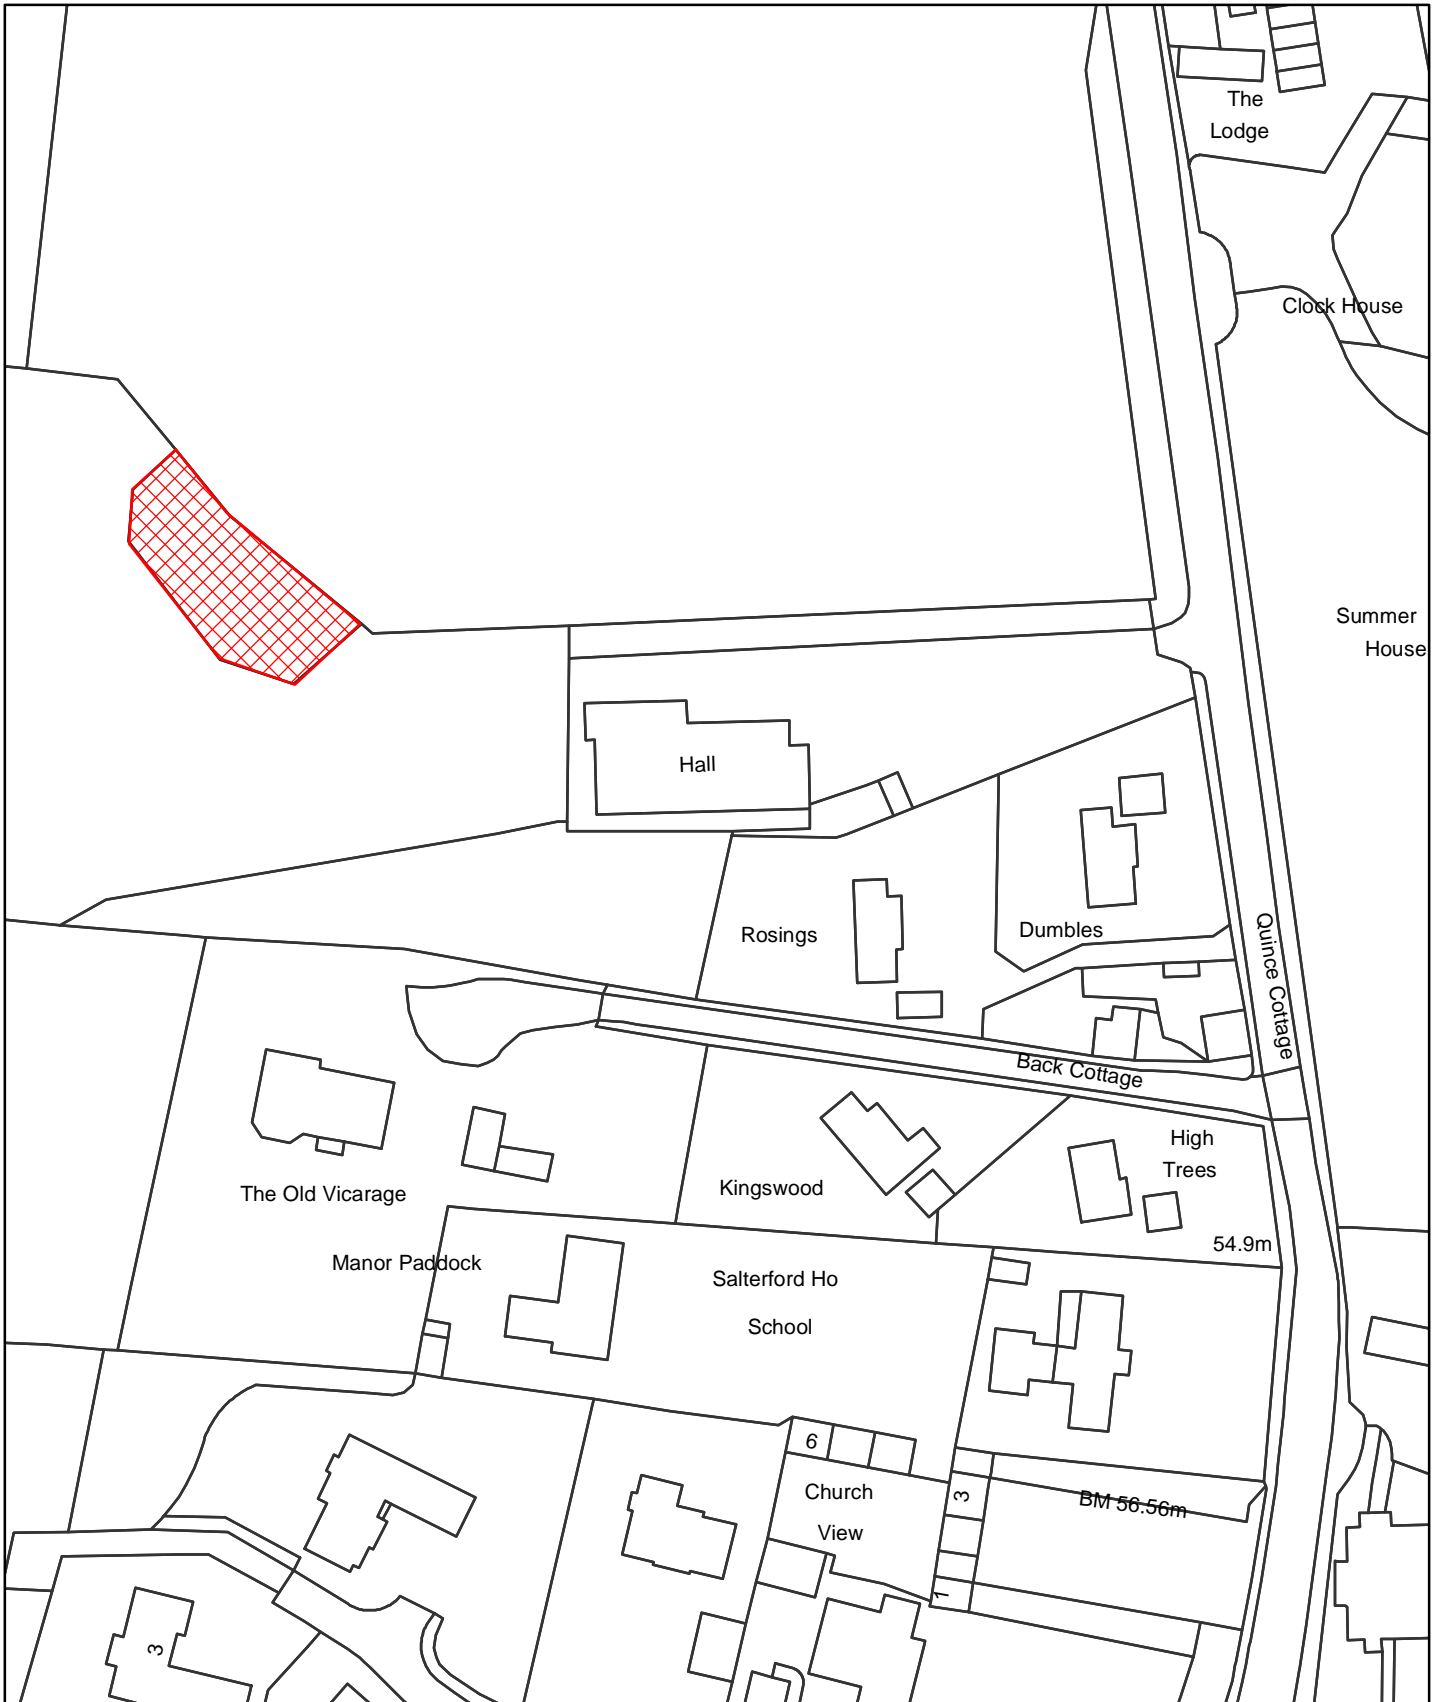 The
Lodge
Clock House
Summer
House
Hall
Rosings
Dumbles
Quince Cottage
Back Cottage
High
Trees
The Old Vicarage
Kingswood
54.9m
Manor Paddock
Salterford Ho
School
6
Church
View
3
BM 56.56m
1
3